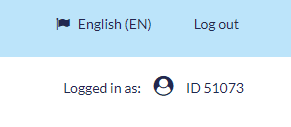 English (EN) Log out
Logged in as: ID 51073